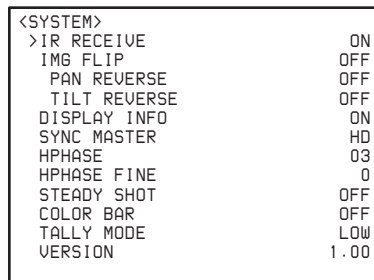 <SYSTEM>
>IR RECEIVE ON
IMG FLIP OFF
PAN REVERSE OFF
TILT REVERSE OFF
DISPLAY INFO ON
SYNC MASTER HD
HPHASE 03
HPHASE FINE 0
STEADY SHOT OFF
COLOR BAR OFF
TALLY MODE LOW
VERSION 1.00